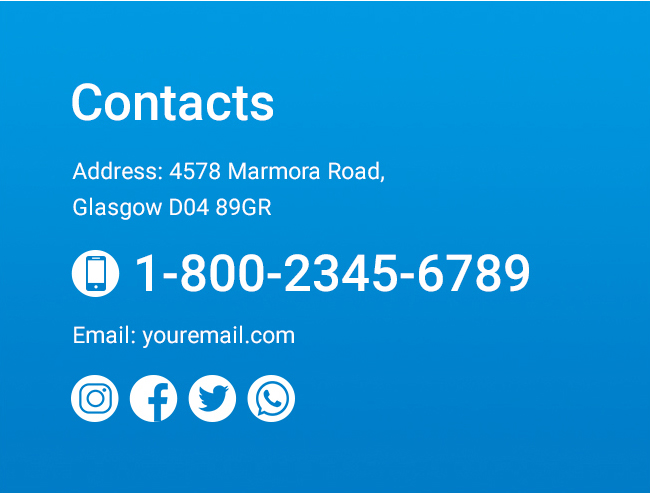 Contacts
Address: 4578 Marmora Road,
Glasgow D04 89GR
1-800-2345-6789
Email: youremail.com